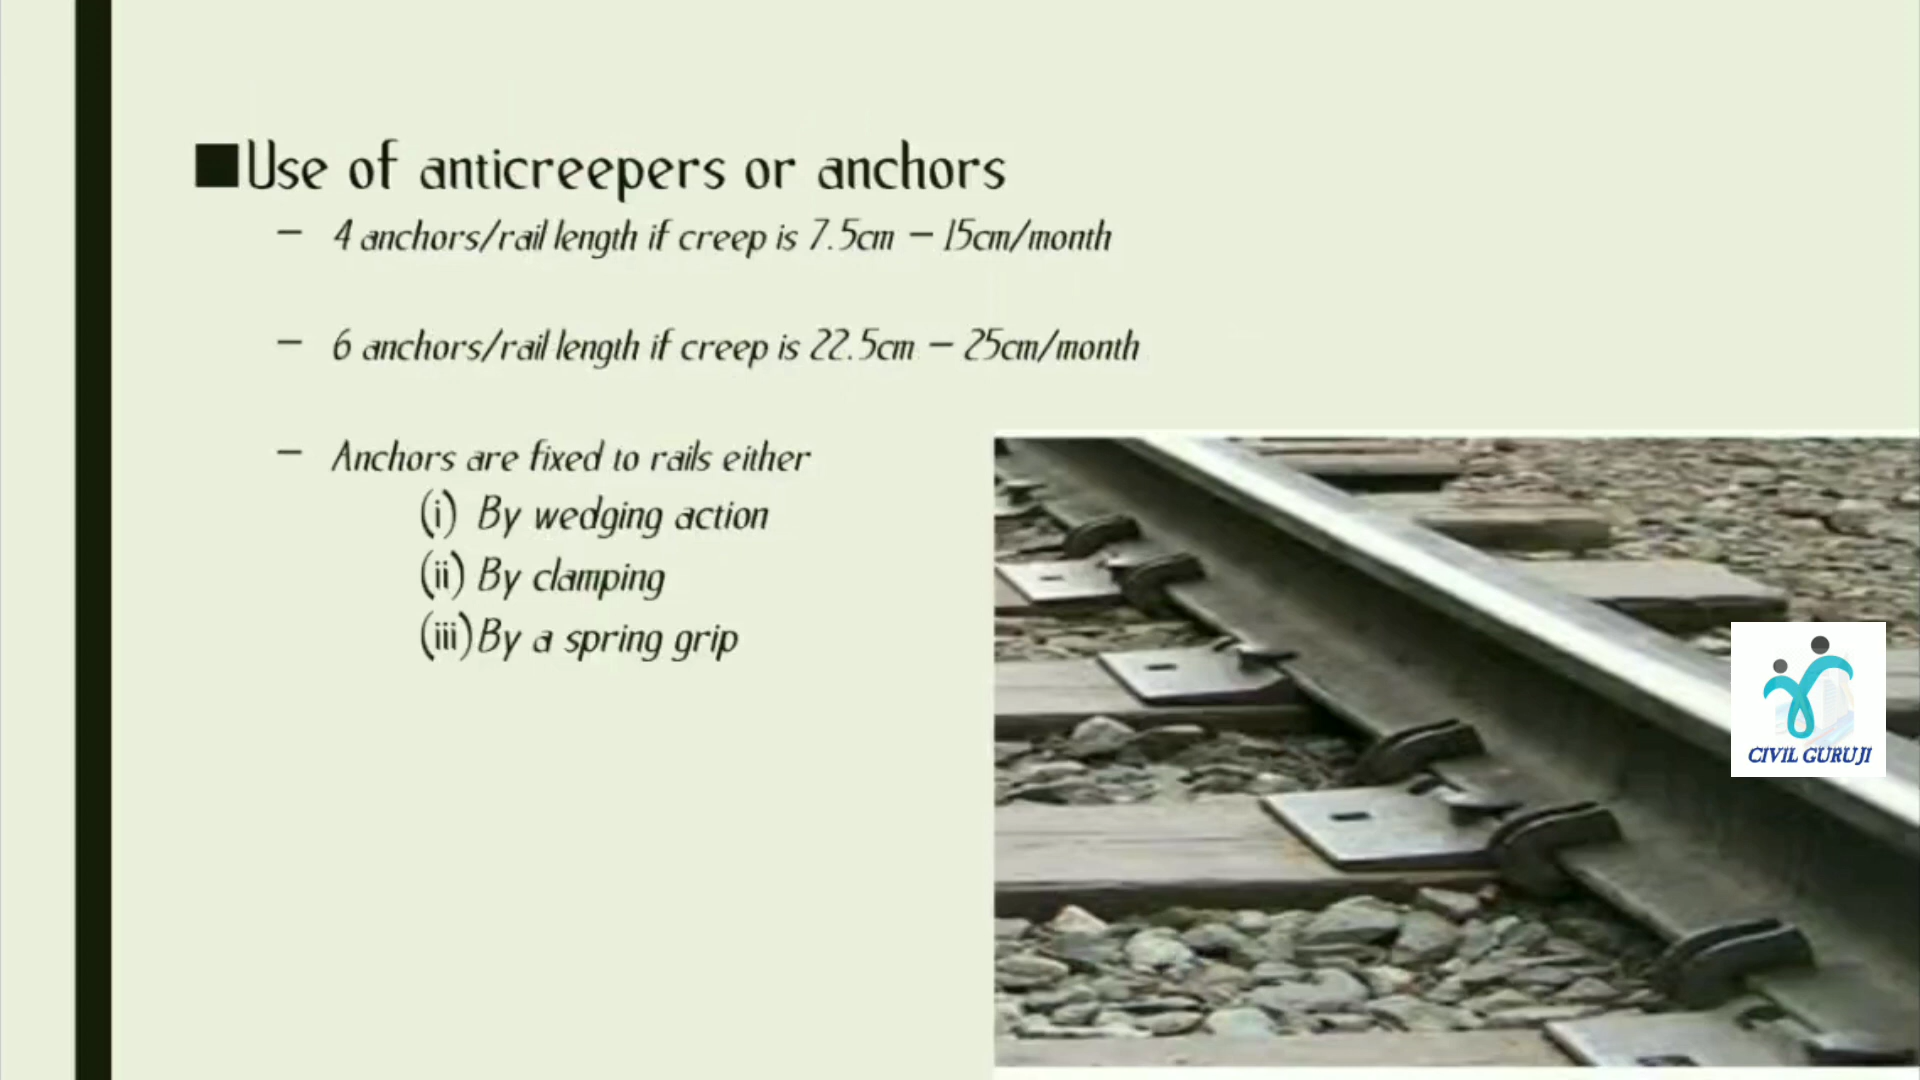 Use of anticreepers or anchors
– 4 anchors/rail length if creep is 7.5cm – 15cm/month
– 6 anchors/rail length if creep is 22.5cm – 25cm/month
– Anchors are fixed to rails either
(i) By wedging action
(ii) By clamping
(iii) By a spring grip
CIVIL GURUJI